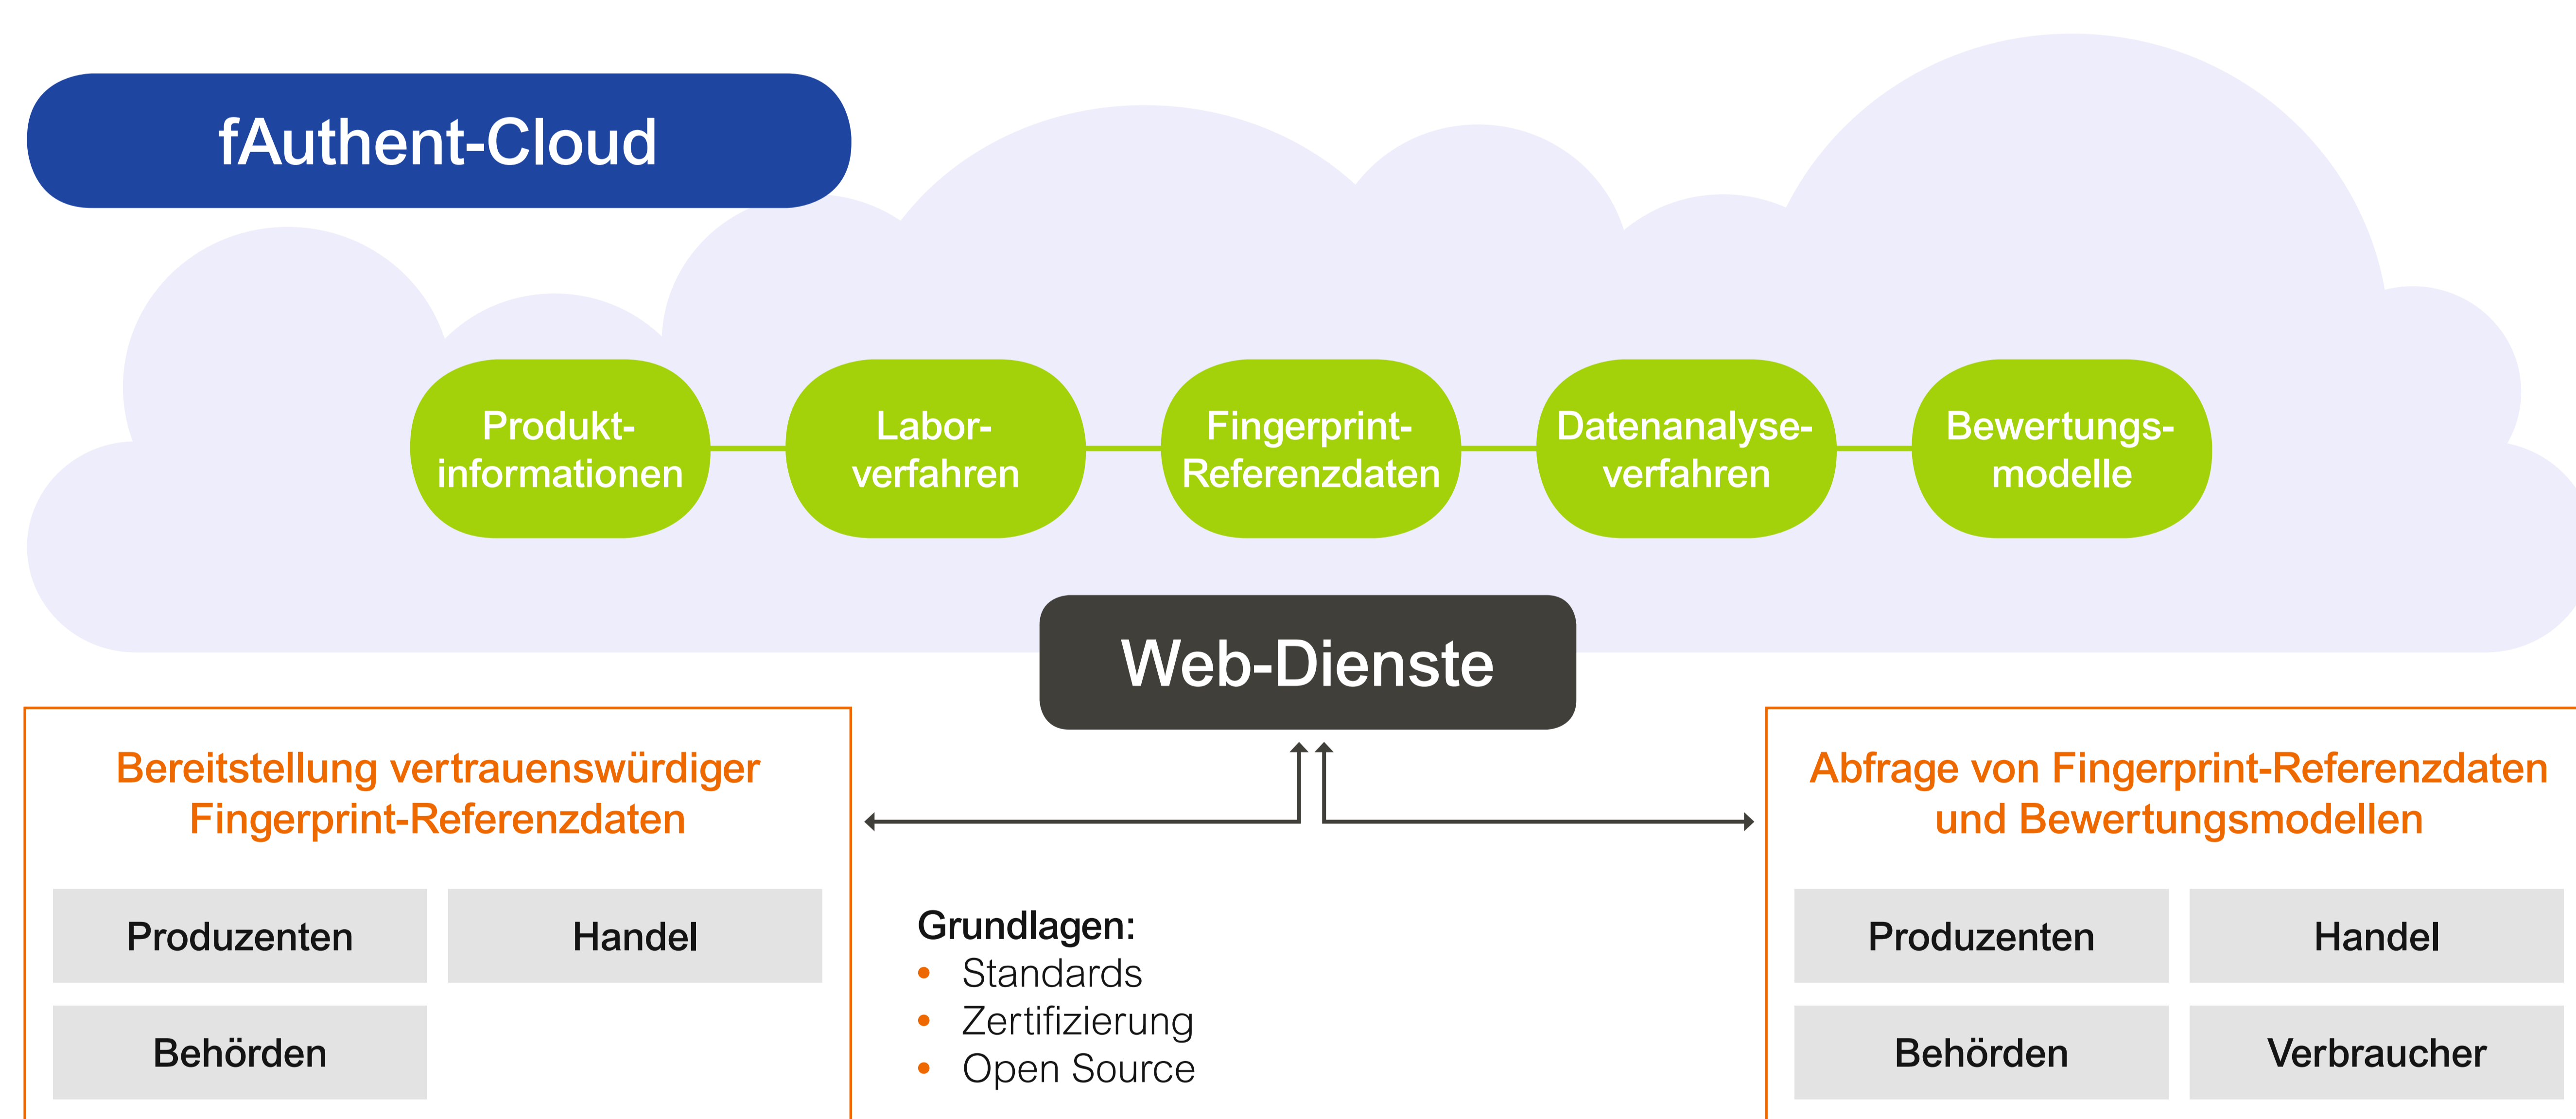 fAuthent-Cloud
Produkt-
informationen
Labor-
verfahren
Fingerprint-
Referenzdaten
Datenanalyse-
verfahren
Bewertungs-
modelle
Web-Dienste
Bereitstellung vertrauenswürdiger
Fingerprint-Referenzdaten
Produzenten
Handel
Behörden
Grundlagen:
• Standards
• Zertifizierung
• Open Source
Abfrage von Fingerprint-Referenzdaten
und Bewertungsmodellen
Produzenten
Handel
Behörden
Verbraucher